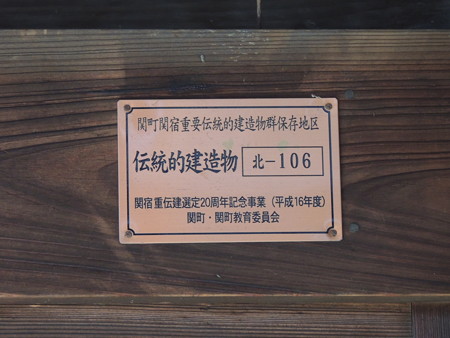 関町関宿重要伝統的建造物群保存地区
伝統的建造物 北-106
関宿重伝建選定20周年記念事業（平成16年度）
関町・関町教育委員会